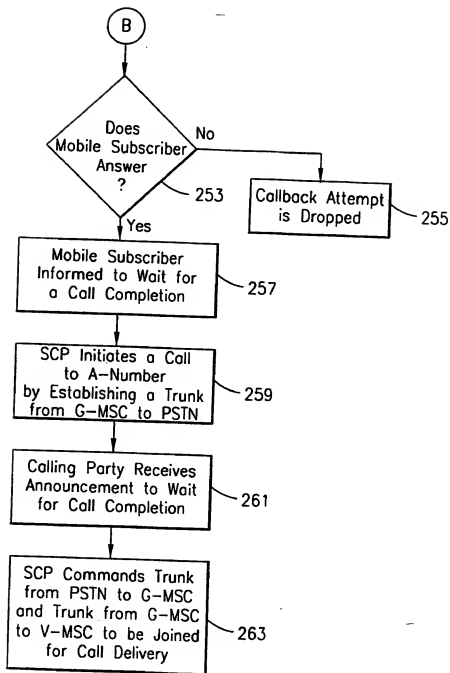 B
Does
Mobile Subscriber
Answer
?
No
253
Callback Attempt
is Dropped
255
Yes
Mobile Subscriber
Informed to Wait for
a Call Completion
257
SCP Initiates a Call
to A-Number
by Establishing a Trunk
from G-MSC to PSTN
259
Calling Party Receives
Announcement to Wait
for Call Completion
261
SCP Commands Trunk
from PSTN to G-MSC
and Trunk from G-MSC
to V-MSC to be Joined
for Call Delivery
263